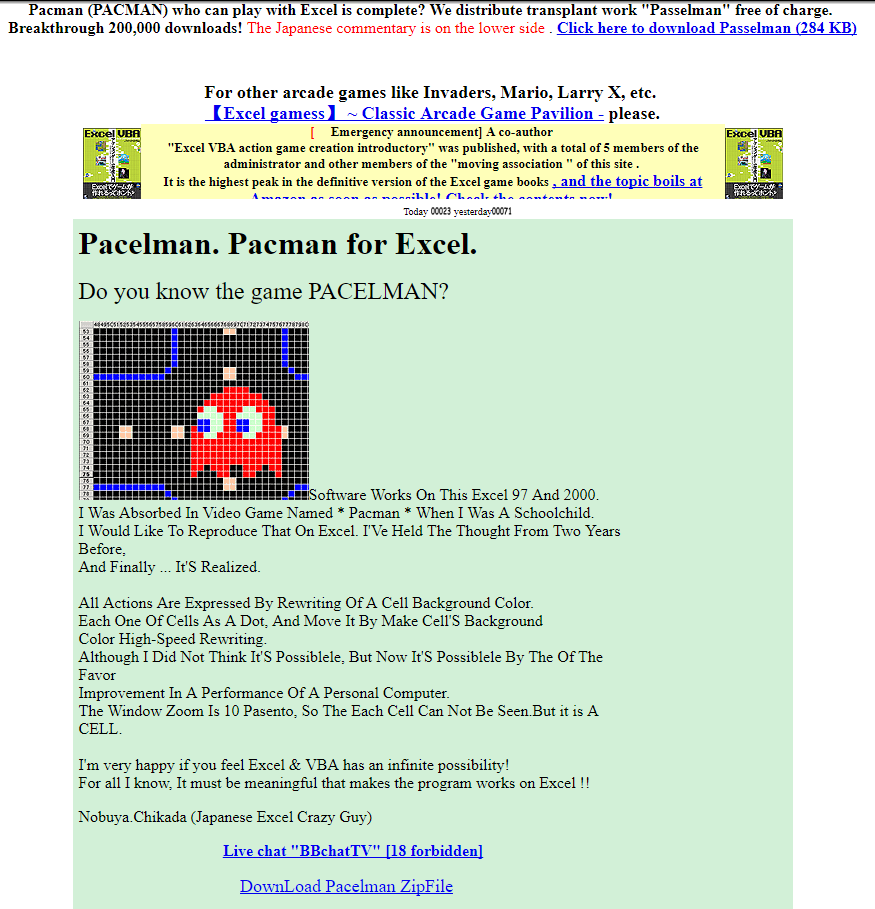 Pacman (PACMAN) who can play with Excel is complete? We distribute transplant work "Passelman" free of charge.
Breakthrough 200,000 downloads! The Japanese commentary is on the lower side . Click here to download Passelman (284 KB)
For other arcade games like Invaders, Mario, Larry X, etc.
【Excel gamess】 ~ Classic Arcade Game Pavilion - please.
[ Emergency announcement] A co-author
"Excel VBA action game creation introductory" was published, with a total of 5 members of the
administrator and other members of the "moving association " of this site .
It is the highest peak in the definitive version of the Excel game books , and the topic boils at
Amazon as soon as possible! Check the contents now!
Excel VBA
Excel VBA
Today 00023 yesterday00071
Pacelman. Pacman for Excel.
Do you know the game PACELMAN?
Software Works On This Excel 97 And 2000.
I Was Absorbed In Video Game Named * Pacman * When I Was A Schoolchild.
I Would Like To Reproduce That On Excel. I'Ve Held The Thought From Two Years
Before,
And Finally ... It'S Realized.
All Actions Are Expressed By Rewriting Of A Cell Background Color.
Each One Of Cells As A Dot, And Move It By Make Cell'S Background
Color High-Speed Rewriting.
Although I Did Not Think It'S Possiblele, But Now It'S Possiblele By The Of The
Favor
Improvement In A Performance Of A Personal Computer.
The Window Zoom Is 10 Pasento, So The Each Cell Can Not Be Seen.But it is A
CELL.
I'm very happy if you feel Excel & VBA has an infinite possibility!
For all I know, It must be meaningful that makes the program works on Excel !!
Nobuya.Chikada (Japanese Excel Crazy Guy)
Live chat "BBchatTV" [18 forbidden]
DownLoad Pacelman ZipFile